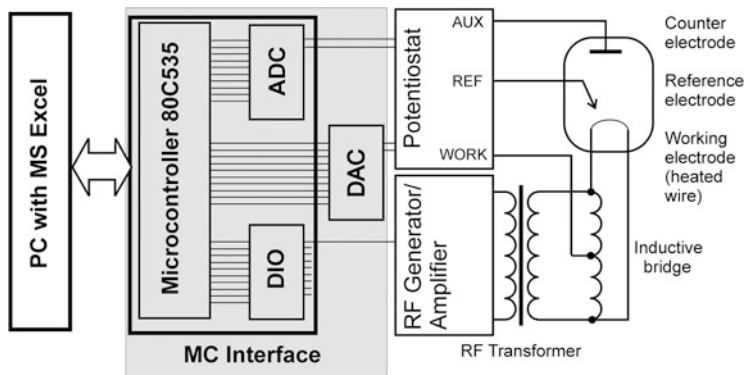 PC with MS Excel
Microcontroller 80C535
ADC
DAC
DIO
MC Interface
Potentiostat
AUX
REF
WORK
RF Generator/
Amplifier
RF Transformer
Counter
electrode
Reference
electrode
Working
electrode
(heated
wire)
Inductive
bridge